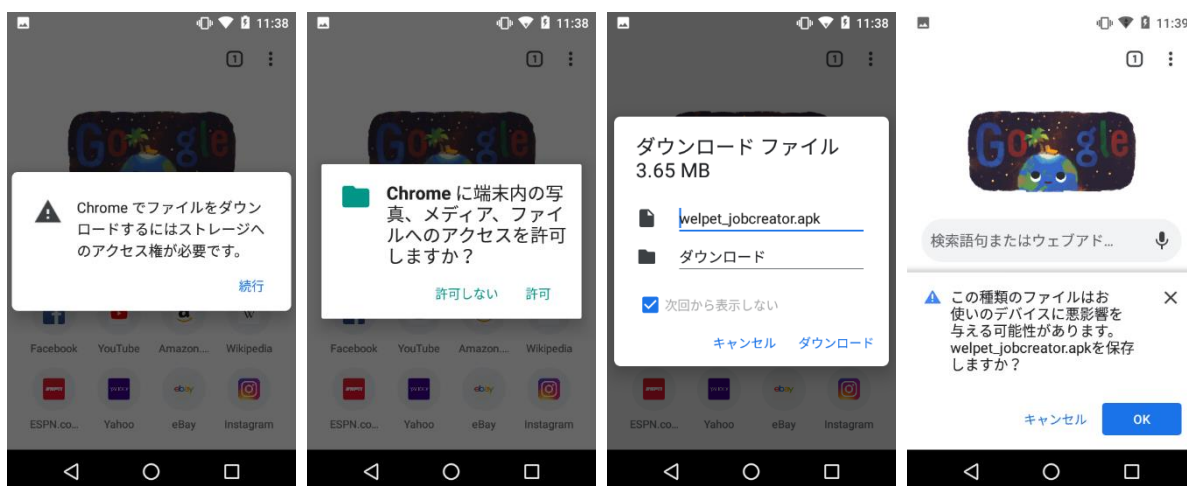 11:38
1
Google
Chrome でファイルをダウン
ロードするにはストレージへ
のアクセス権が必要です。
続行
Facebook YouTube Amazon.... Wikipedia
ESPN.co... Yahoo eBay Instagram
11:38
1
Google
Chrome に端末内の写
真、メディア、ファイ
ルへのアクセスを許可
しますか？
許可しない 許可
Facebook YouTube Amazon.... Wikipedia
ESPN.co... Yahoo eBay Instagram
11:38
1
ダウンロード ファイル
3.65 MB
welpet_jobcreator.apk
ダウンロード
次回から表示しない
キャンセル ダウンロード
ESPN.co... Yahoo eBay Instagram
11:39
1
Google
検索語句またはウェブアド...
この種類のファイルはお
使いのデバイスに悪影響を
与える可能性があります。
welpet_jobcreator.apkを保存
しますか？
キャンセル OK